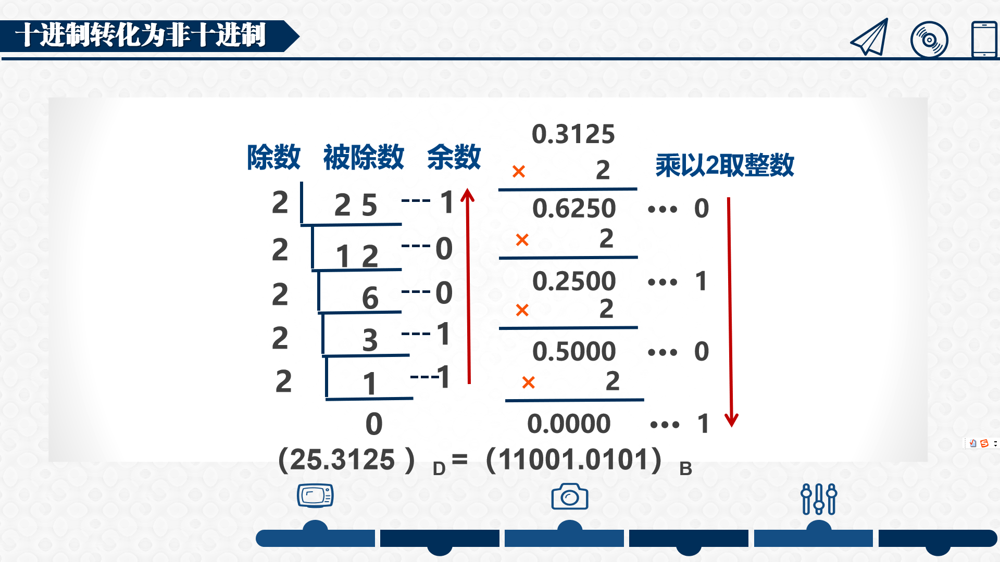 十进制转化为非十进制
除数 被除数 余数
2 2 5 --- 1
2 1 2 --- 0
2 6 --- 0
2 3 --- 1
2 1 --- 1
0
0.3125
× 2
乘以2取整数
0.6250 ••• 0
× 2
0.2500 ••• 1
× 2
0.5000 ••• 0
× 2
0.0000 ••• 1
(25.3125 ) D = (11001.0101) B